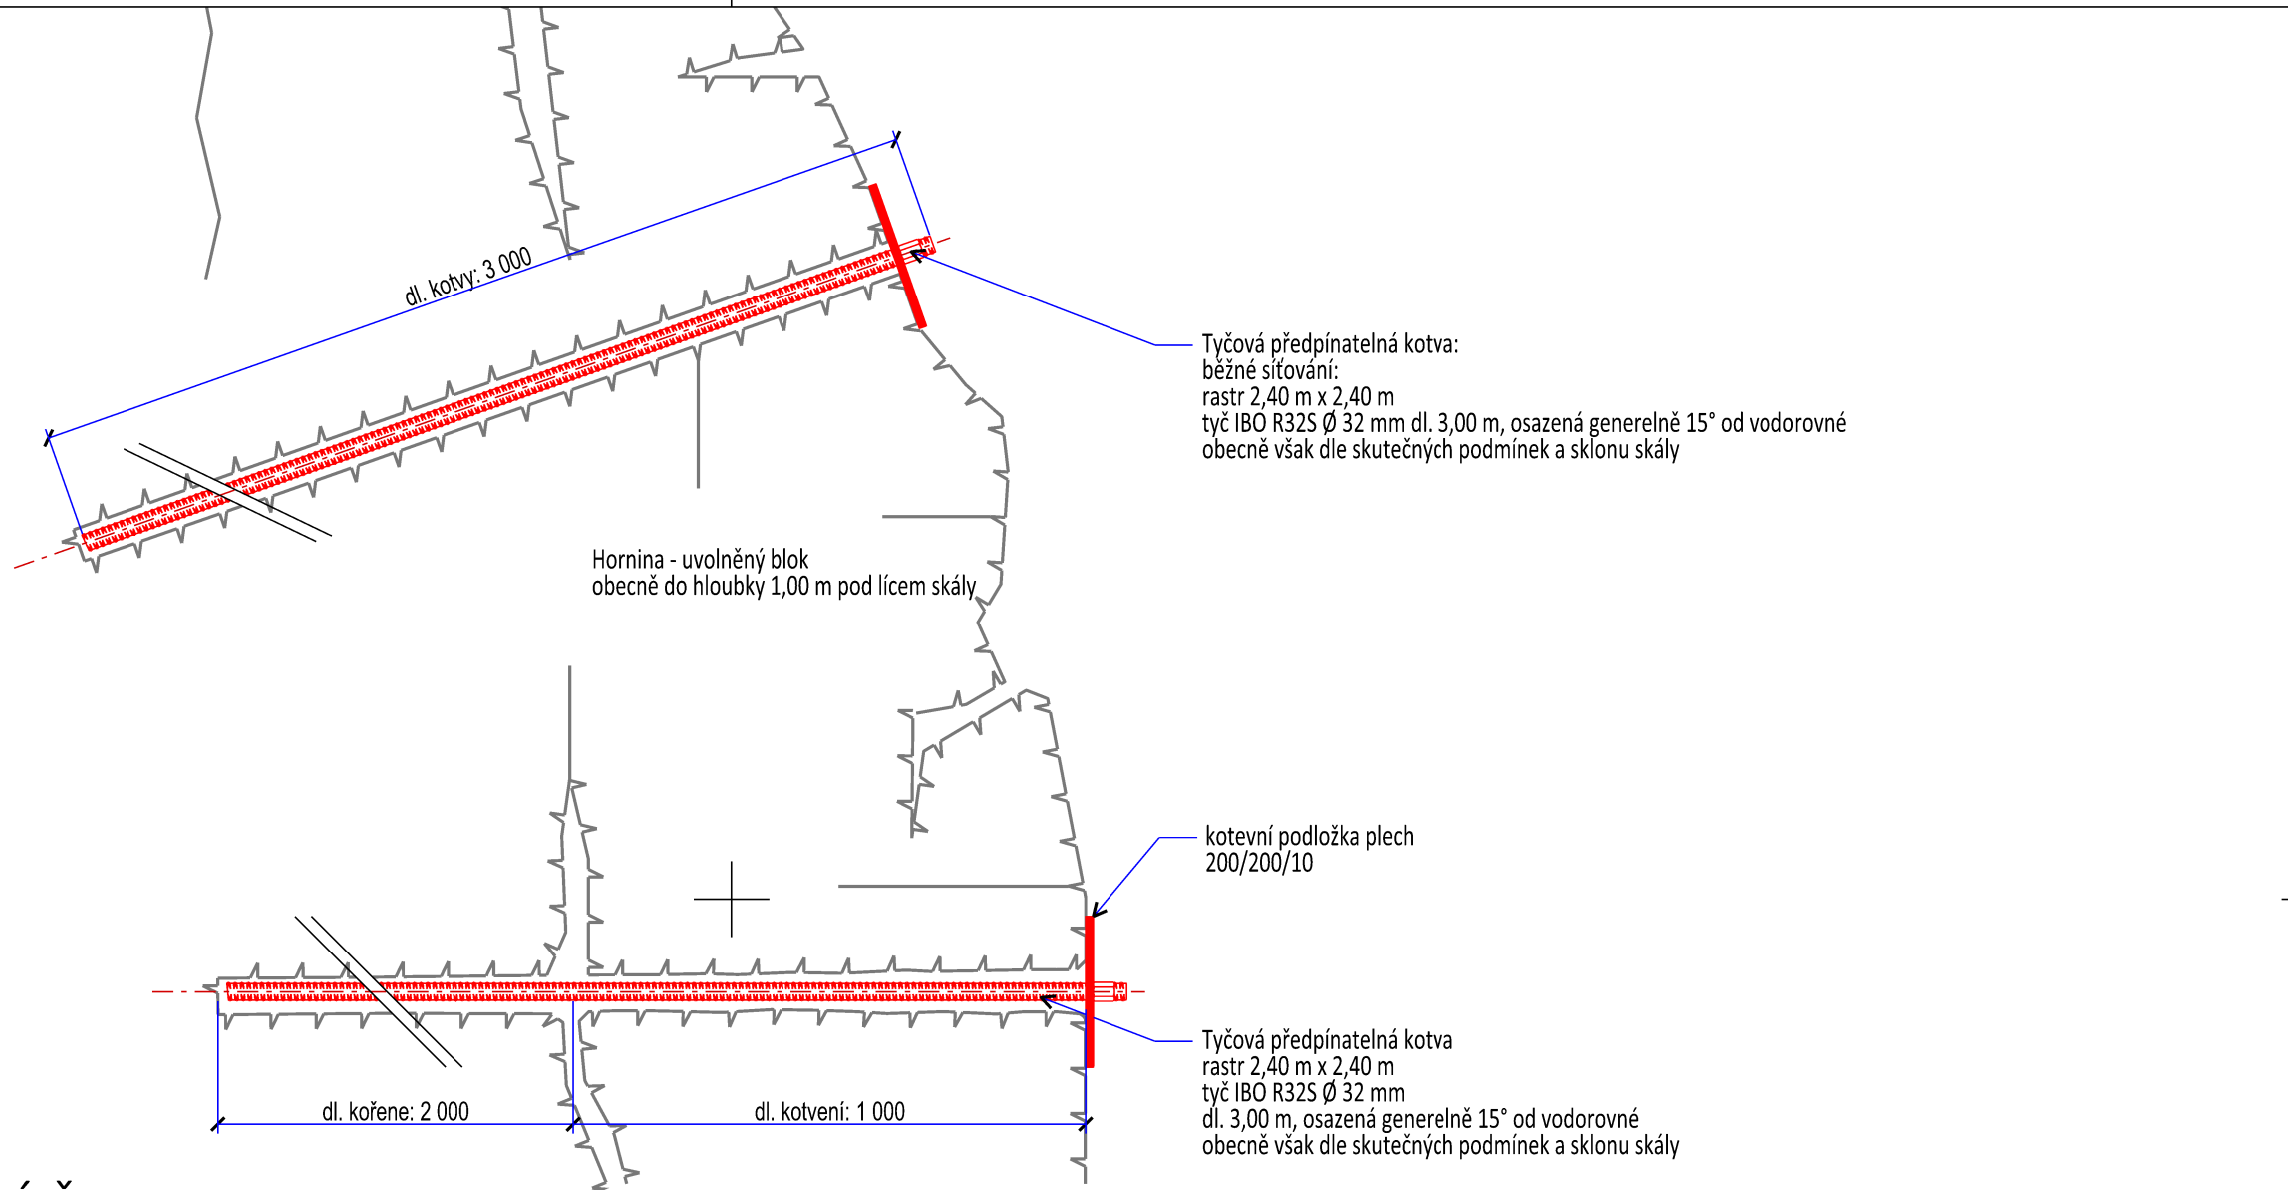 dl. kotvy: 3 000
Tyčová předpínatelná kotva:
běžné síťování:
rastr 2,40 m x 2,40 m
tyč IBO R32S Ø 32 mm dl. 3,00 m, osazená generelně 15° od vodorovné
obecně však dle skutečných podmínek a sklonu skály
Hornina - uvolněný blok
obecně do hloubky 1,00 m pod lícem skály
kotevní podložka plech
200/200/10
Tyčová předpínatelná kotva
rastr 2,40 m x 2,40 m
tyč IBO R32S Ø 32 mm
dl. 3,00 m, osazená generelně 15° od vodorovné
obecně však dle skutečných podmínek a sklonu skály
dl. kořene: 2 000
dl. kotvení: 1 000